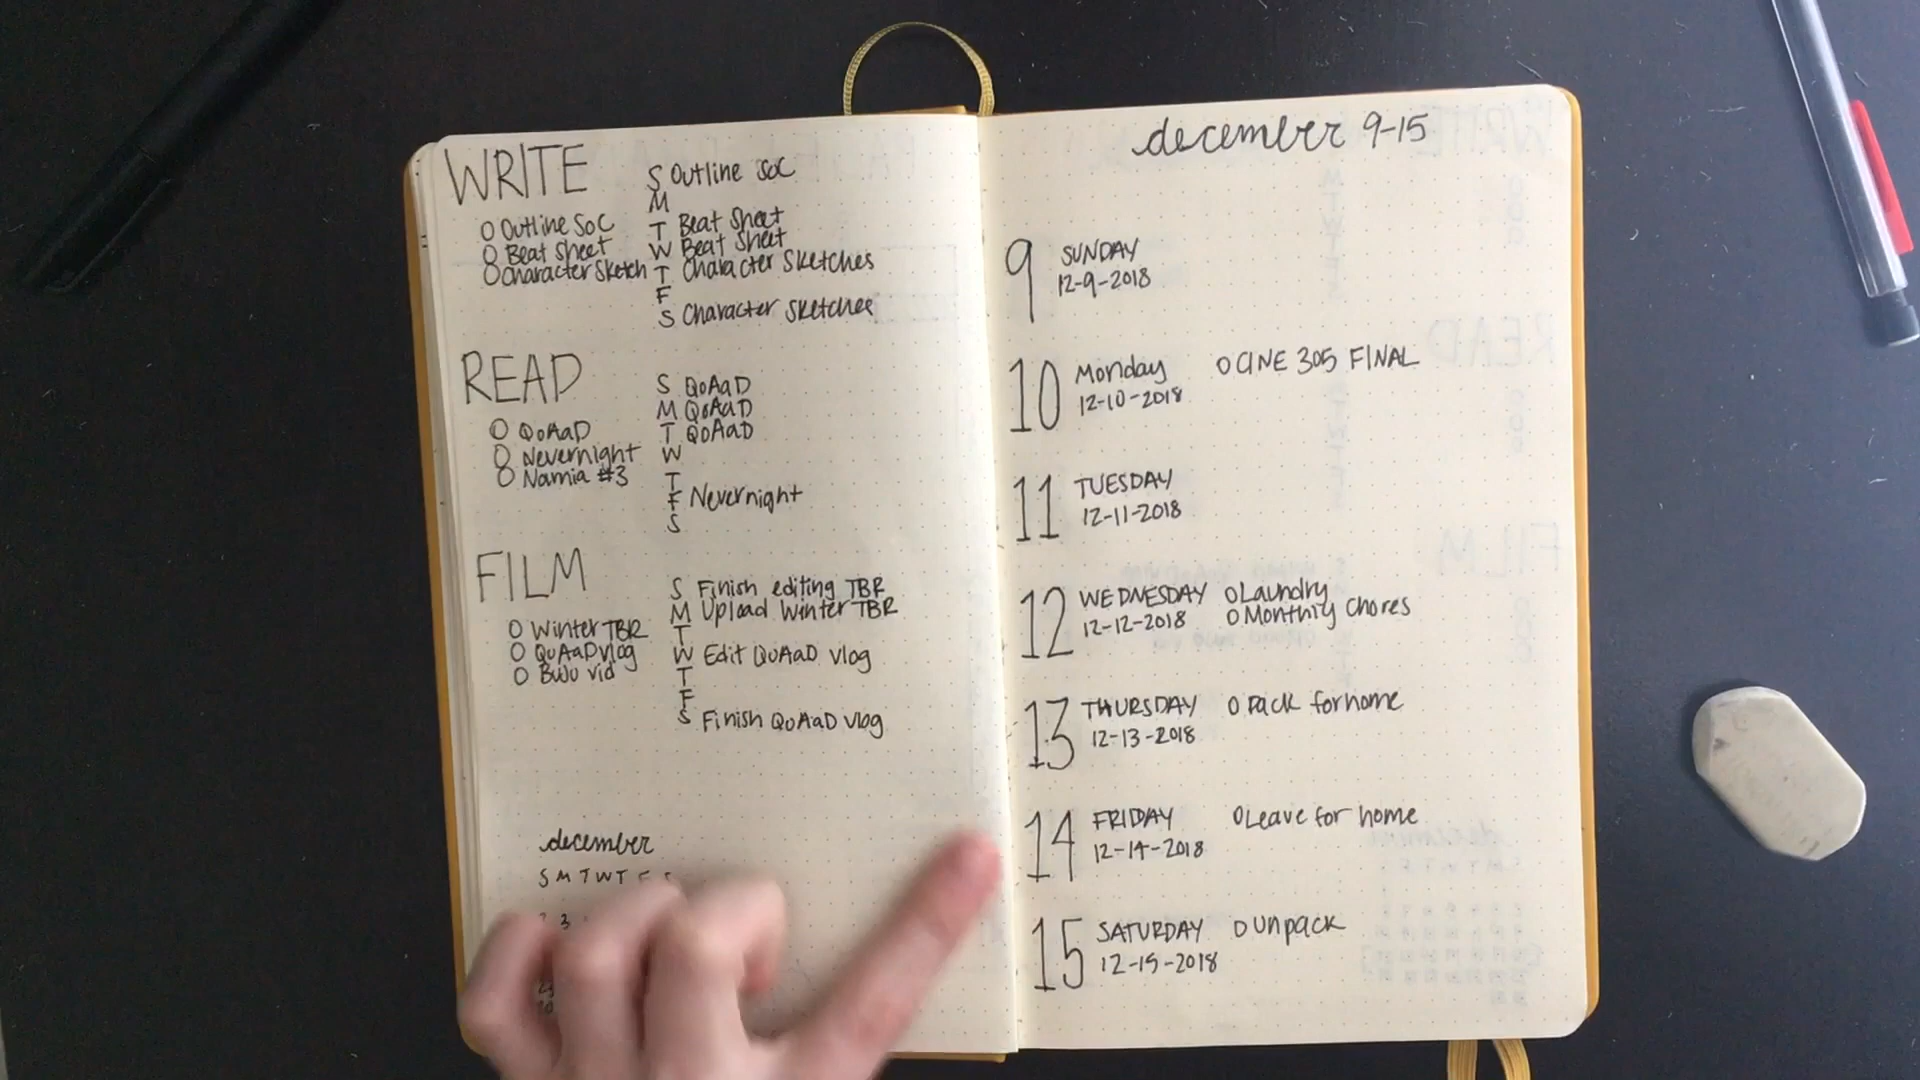 WRITE
O Outline SoC
O Beat Sheet
O Character Sketch
S Outline SoC
M
T Beat Sheet
W Beat Sheet
T Character Sketches
F
S Character Sketches
READ
O QoAaD
O Nevernight
O Narnia #3
S QoAaD
M QoAaD
T QoAaD
W
T
F Nevernight
S
FILM
O Winter TBR
O QoAaD vlog
O BuJo vid
S Finish editing TBR
M Upload Winter TBR
T
W Edit QoAaD vlog
T
F
S Finish QoAaD vlog
december
S M T W T F S
2 3
december 9-15
9 SUNDAY
12-9-2018
10 Monday O CINE 305 FINAL
12-10-2018
11 TUESDAY
12-11-2018
12 WEDNESDAY O Laundry
12-12-2018 O Monthly Chores
13 THURSDAY O Pack for home
12-13-2018
14 FRIDAY O Leave for home
12-14-2018
15 SATURDAY O Unpack
12-15-2018